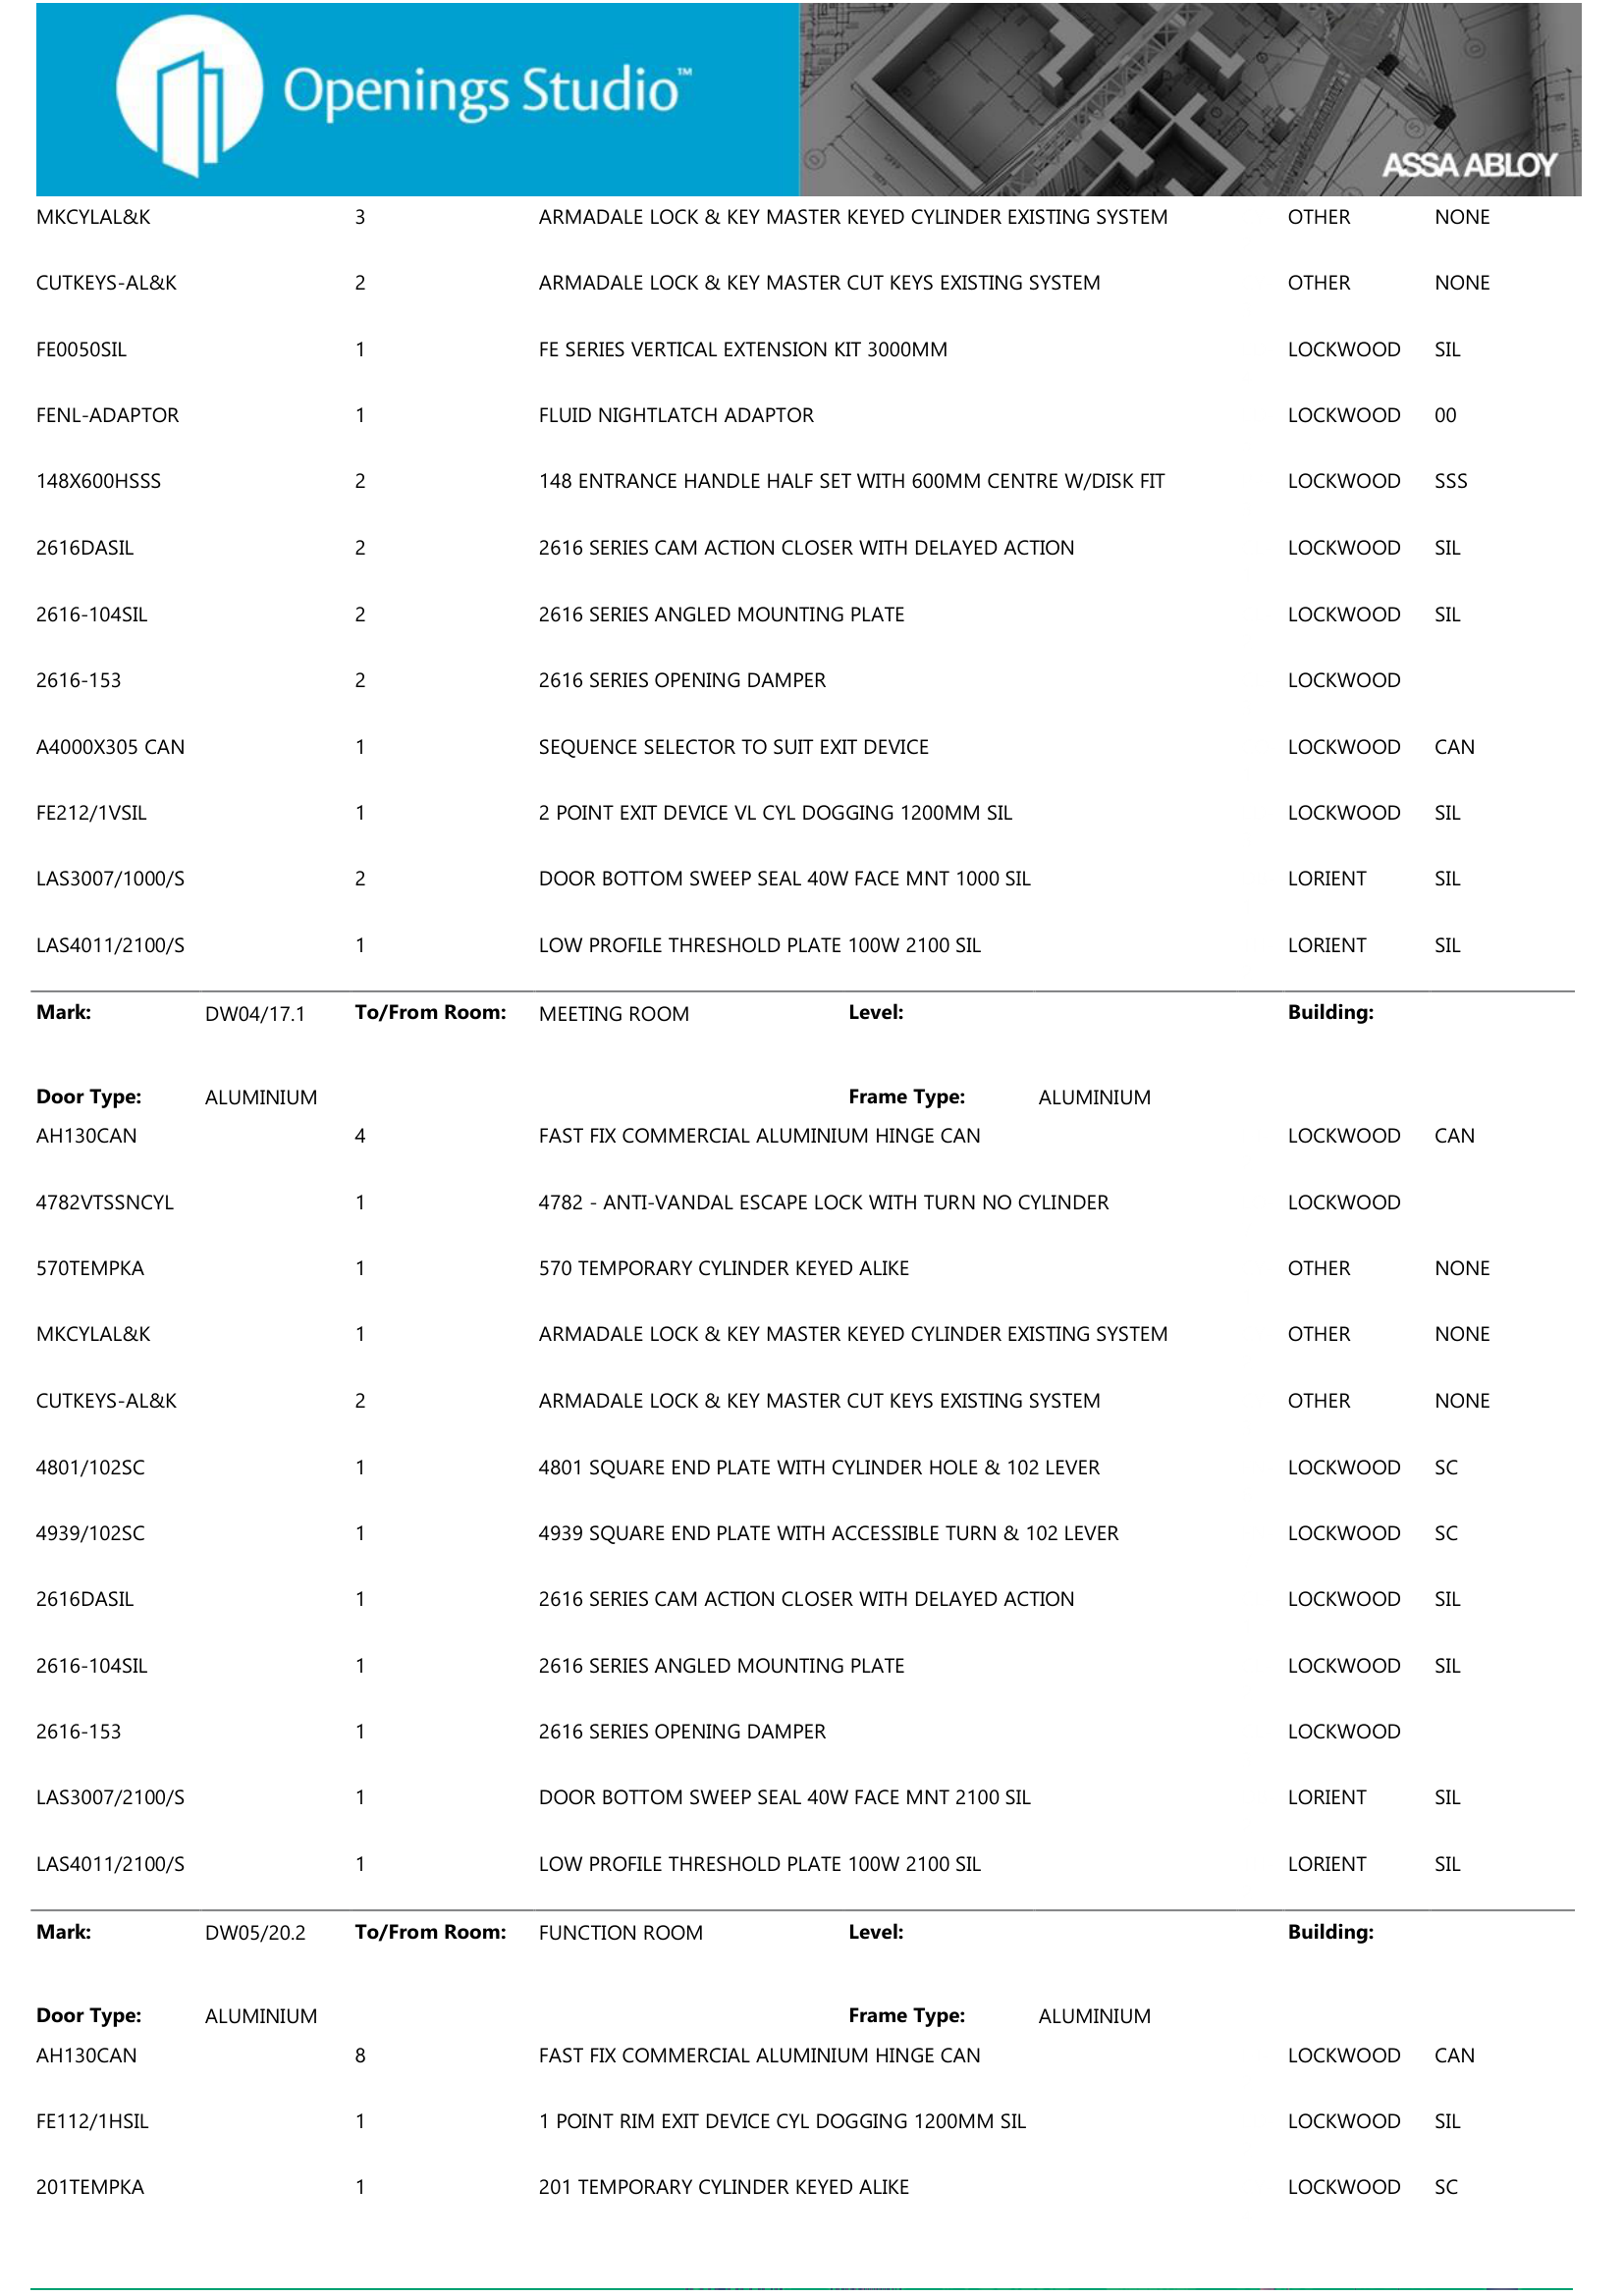 Openings Studio™
ASSA ABLOY
MKCYLAL&K 3 ARMADALE LOCK & KEY MASTER KEYED CYLINDER EXISTING SYSTEM OTHER NONE
CUTKEYS-AL&K 2 ARMADALE LOCK & KEY MASTER CUT KEYS EXISTING SYSTEM OTHER NONE
FE0050SIL 1 FE SERIES VERTICAL EXTENSION KIT 3000MM LOCKWOOD SIL
FENL-ADAPTOR 1 FLUID NIGHTLATCH ADAPTOR LOCKWOOD 00
148X600HSSS 2 148 ENTRANCE HANDLE HALF SET WITH 600MM CENTRE W/DISK FIT LOCKWOOD SSS
2616DASIL 2 2616 SERIES CAM ACTION CLOSER WITH DELAYED ACTION LOCKWOOD SIL
2616-104SIL 2 2616 SERIES ANGLED MOUNTING PLATE LOCKWOOD SIL
2616-153 2 2616 SERIES OPENING DAMPER LOCKWOOD
A4000X305 CAN 1 SEQUENCE SELECTOR TO SUIT EXIT DEVICE LOCKWOOD CAN
FE212/1VSIL 1 2 POINT EXIT DEVICE VL CYL DOGGING 1200MM SIL LOCKWOOD SIL
LAS3007/1000/S 2 DOOR BOTTOM SWEEP SEAL 40W FACE MNT 1000 SIL LORIENT SIL
LAS4011/2100/S 1 LOW PROFILE THRESHOLD PLATE 100W 2100 SIL LORIENT SIL
Mark: DW04/17.1 To/From Room: MEETING ROOM Level: Building:
Door Type: ALUMINIUM Frame Type: ALUMINIUM
AH130CAN 4 FAST FIX COMMERCIAL ALUMINIUM HINGE CAN LOCKWOOD CAN
4782VTSSNCYL 1 4782 - ANTI-VANDAL ESCAPE LOCK WITH TURN NO CYLINDER LOCKWOOD
570TEMPKA 1 570 TEMPORARY CYLINDER KEYED ALIKE OTHER NONE
MKCYLAL&K 1 ARMADALE LOCK & KEY MASTER KEYED CYLINDER EXISTING SYSTEM OTHER NONE
CUTKEYS-AL&K 2 ARMADALE LOCK & KEY MASTER CUT KEYS EXISTING SYSTEM OTHER NONE
4801/102SC 1 4801 SQUARE END PLATE WITH CYLINDER HOLE & 102 LEVER LOCKWOOD SC
4939/102SC 1 4939 SQUARE END PLATE WITH ACCESSIBLE TURN & 102 LEVER LOCKWOOD SC
2616DASIL 1 2616 SERIES CAM ACTION CLOSER WITH DELAYED ACTION LOCKWOOD SIL
2616-104SIL 1 2616 SERIES ANGLED MOUNTING PLATE LOCKWOOD SIL
2616-153 1 2616 SERIES OPENING DAMPER LOCKWOOD
LAS3007/2100/S 1 DOOR BOTTOM SWEEP SEAL 40W FACE MNT 2100 SIL LORIENT SIL
LAS4011/2100/S 1 LOW PROFILE THRESHOLD PLATE 100W 2100 SIL LORIENT SIL
Mark: DW05/20.2 To/From Room: FUNCTION ROOM Level: Building:
Door Type: ALUMINIUM Frame Type: ALUMINIUM
AH130CAN 8 FAST FIX COMMERCIAL ALUMINIUM HINGE CAN LOCKWOOD CAN
FE112/1HSIL 1 1 POINT RIM EXIT DEVICE CYL DOGGING 1200MM SIL LOCKWOOD SIL
201TEMPKA 1 201 TEMPORARY CYLINDER KEYED ALIKE LOCKWOOD SC